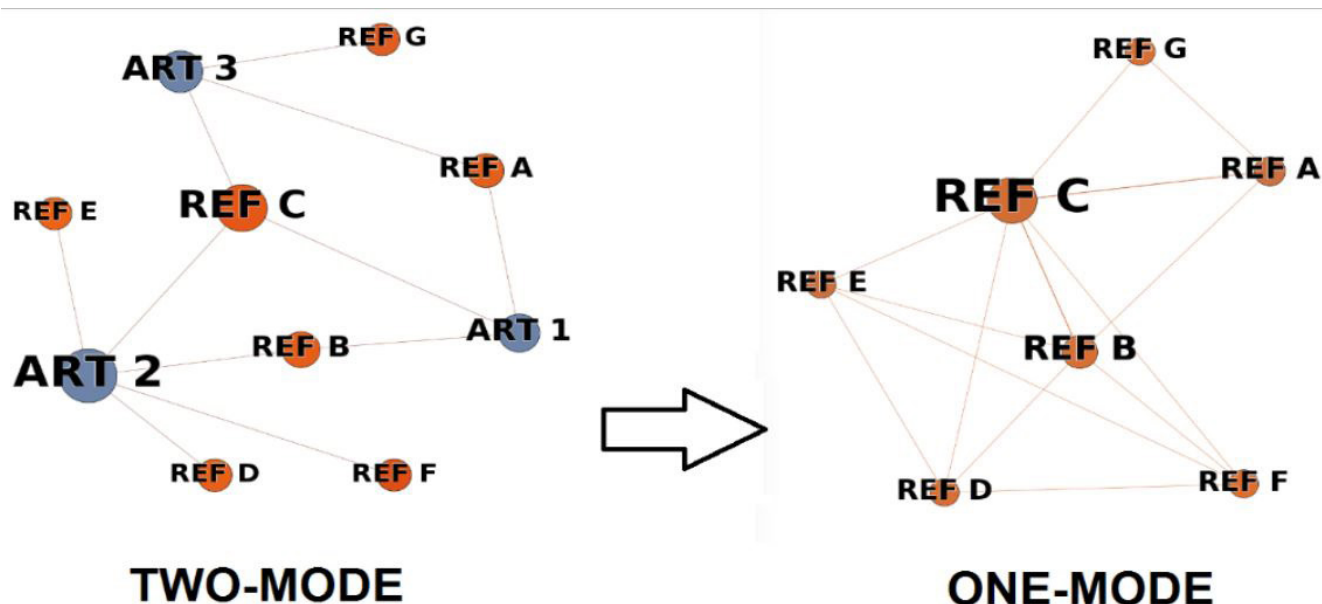 REF G
ART 3
REF A
REF C
REF E
ART 1
REF B
ART 2
REF D
REF F
TWO-MODE
REF G
REF A
REF C
REF E
REF B
REF F
REF D
ONE-MODE